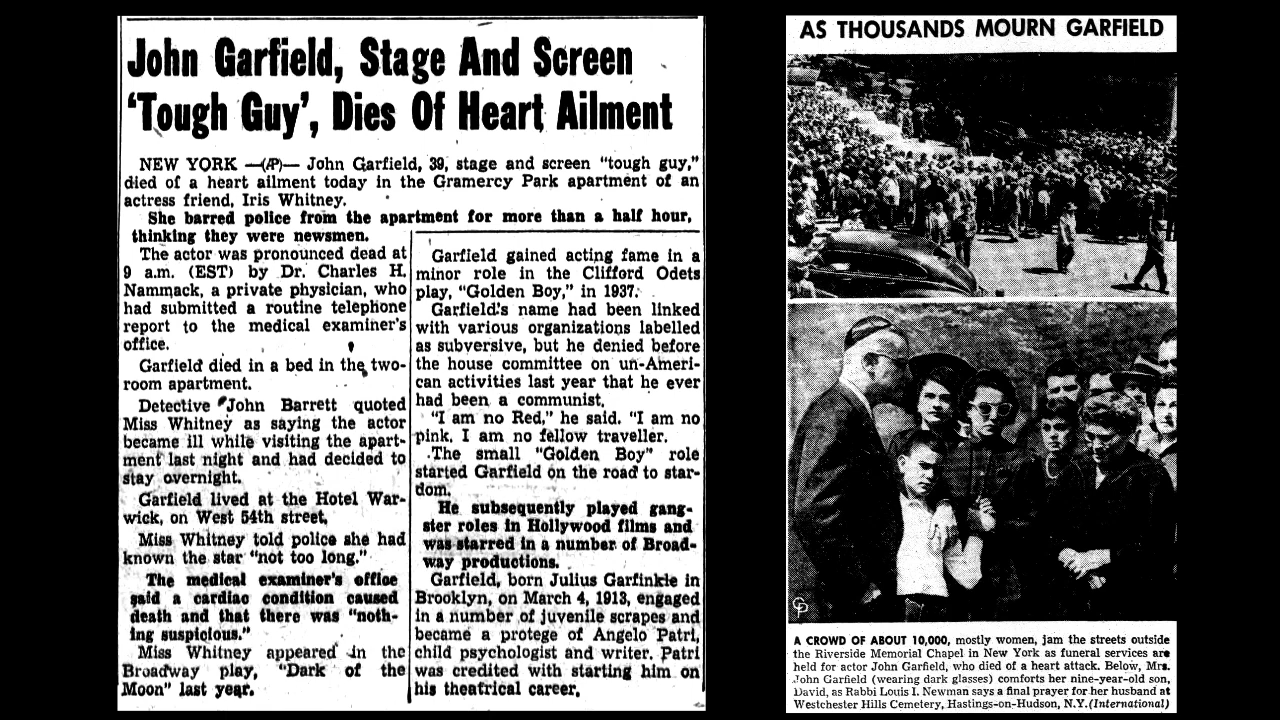 John Garfield, Stage And Screen
'Tough Guy', Dies Of Heart Ailment
NEW YORK —(AP)— John Garfield, 39, stage and screen "tough guy,"
died of a heart ailment today in the Gramercy Park apartment of an
actress friend, Iris Whitney.
She barred police from the apartment for more than a half hour,
thinking they were newsmen.
The actor was pronounced dead at
9 a.m. (EST) by Dr. Charles H.
Nammack, a private physician, who
had submitted a routine telephone
report to the medical examiner's
office.
Garfield died in a bed in the two-
room apartment.
Detective John Barrett quoted
Miss Whitney as saying the actor
became ill while visiting the apart-
ment last night and had decided to
stay overnight.
Garfield lived at the Hotel War-
wick, on West 54th street.
Miss Whitney told police she had
known the star "not too long."
The medical examiner's office
said a cardiac condition caused
death and that there was "noth-
ing suspicious."
Miss Whitney appeared in the
Broadway play, "Dark of the
Moon" last year.
Garfield gained acting fame in a
minor role in the Clifford Odets
play, "Golden Boy," in 1937.
Garfield's name had been linked
with various organizations labelled
as subversive, but he denied before
the house committee on un-Ameri-
can activities last year that he ever
had been a communist.
"I am no Red," he said. "I am no
pink, I am no fellow traveller.
The small "Golden Boy" role
started Garfield on the road to star-
dom.
He subsequently played gang-
ster roles in Hollywood films and
was starred in a number of Broad-
way productions.
Garfield, born Julius Garfinkle in
Brooklyn, on March 4, 1913, engaged
in a number of juvenile scrapes and
became a protege of Angelo Patri,
child psychologist and writer. Patri
was credited with starting him on
his theatrical career.
AS THOUSANDS MOURN GARFIELD
A CROWD OF ABOUT 10,000, mostly women, jam the streets outside
the Riverside Memorial Chapel in New York as funeral services are
held for actor John Garfield, who died of a heart attack. Below, Mrs.
John Garfield (wearing dark glasses) comforts her nine-year-old son,
David, as Rabbi Louis I. Newman says a final prayer for her husband at
Westchester Hills Cemetery, Hastings-on-Hudson, N.Y. (International)